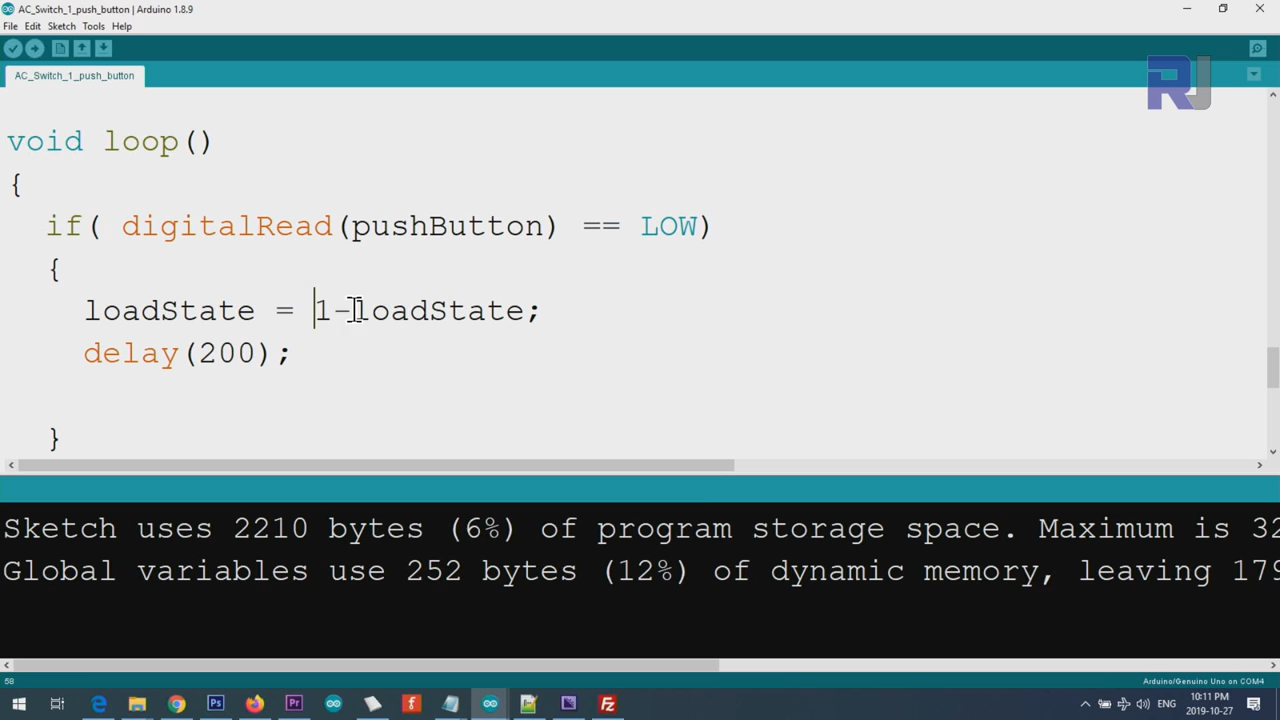 AC_Switch_1_push_button | Arduino 1.8.9
File Edit Sketch Tools Help
AC_Switch_1_push_button
RJ
void loop()
{
if( digitalRead(pushButton) == LOW)
{
loadState = 1-loadState;
delay(200);
}
Sketch uses 2210 bytes (6%) of program storage space. Maximum is 32
Global variables use 252 bytes (12%) of dynamic memory, leaving 179
58
Arduino/Genuino Uno on COM4
ENG
10:11 PM
2019-10-27